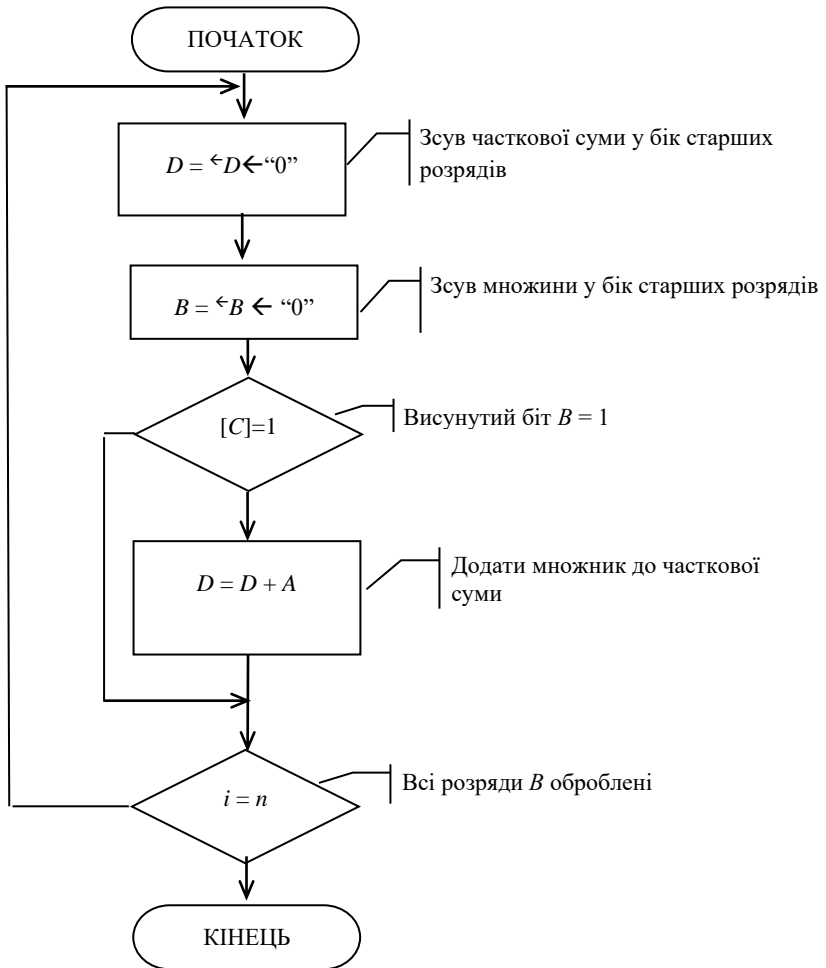 ПОЧАТОК
D = ←D←“0”
Зсув часткової суми у бік старших
розрядів
B = ←B ← “0”
Зсув множини у бік старших розрядів
[C]=1
Висунутий біт B = 1
D = D + A
Додати множник до часткової
суми
i = n
Всі розряди B оброблені
КІНЕЦЬ